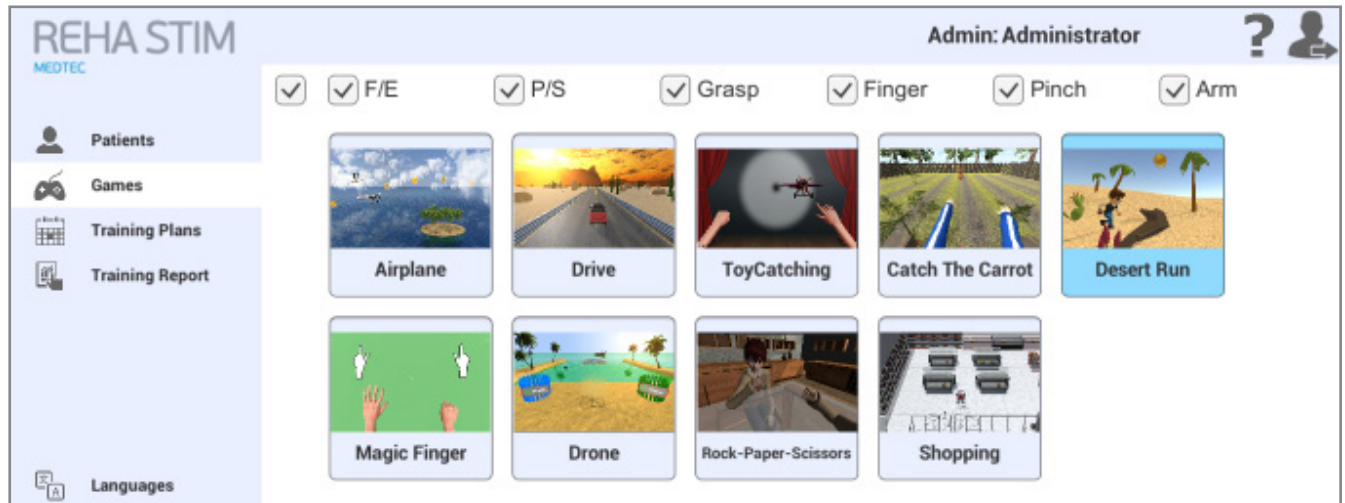 REHA STIM
MEDTEC
Admin: Administrator
?
F/E P/S Grasp Finger Pinch Arm
Patients
Games
Training Plans
Training Report
Languages
Airplane Drive ToyCatching Catch The Carrot Desert Run
Magic Finger Drone Rock-Paper-Scissors Shopping